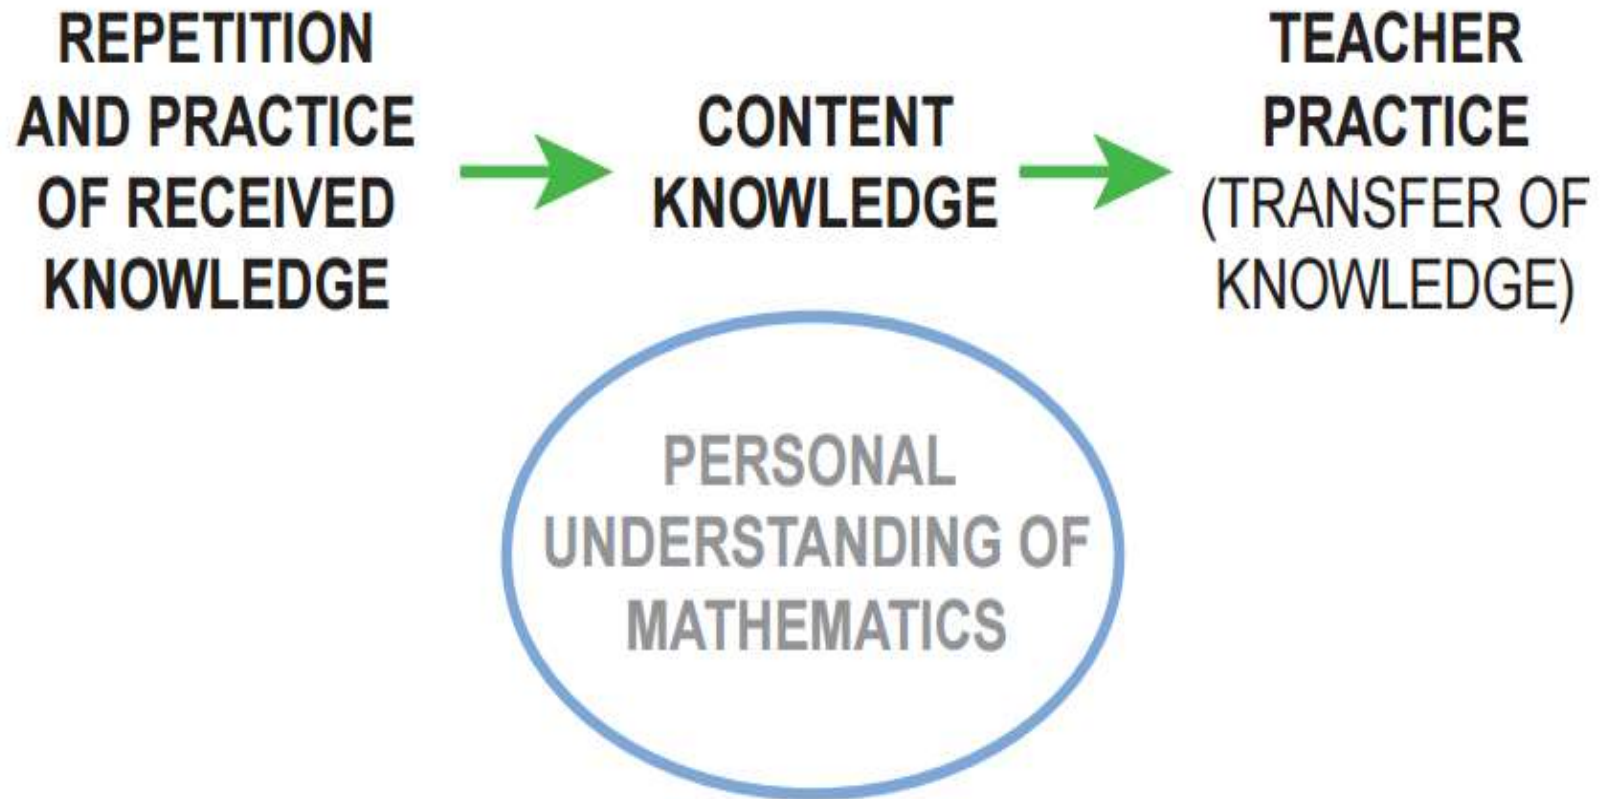 REPETITION
AND PRACTICE
OF RECEIVED
KNOWLEDGE
CONTENT
KNOWLEDGE
TEACHER
PRACTICE
(TRANSFER OF
KNOWLEDGE)
PERSONAL
UNDERSTANDING OF
MATHEMATICS